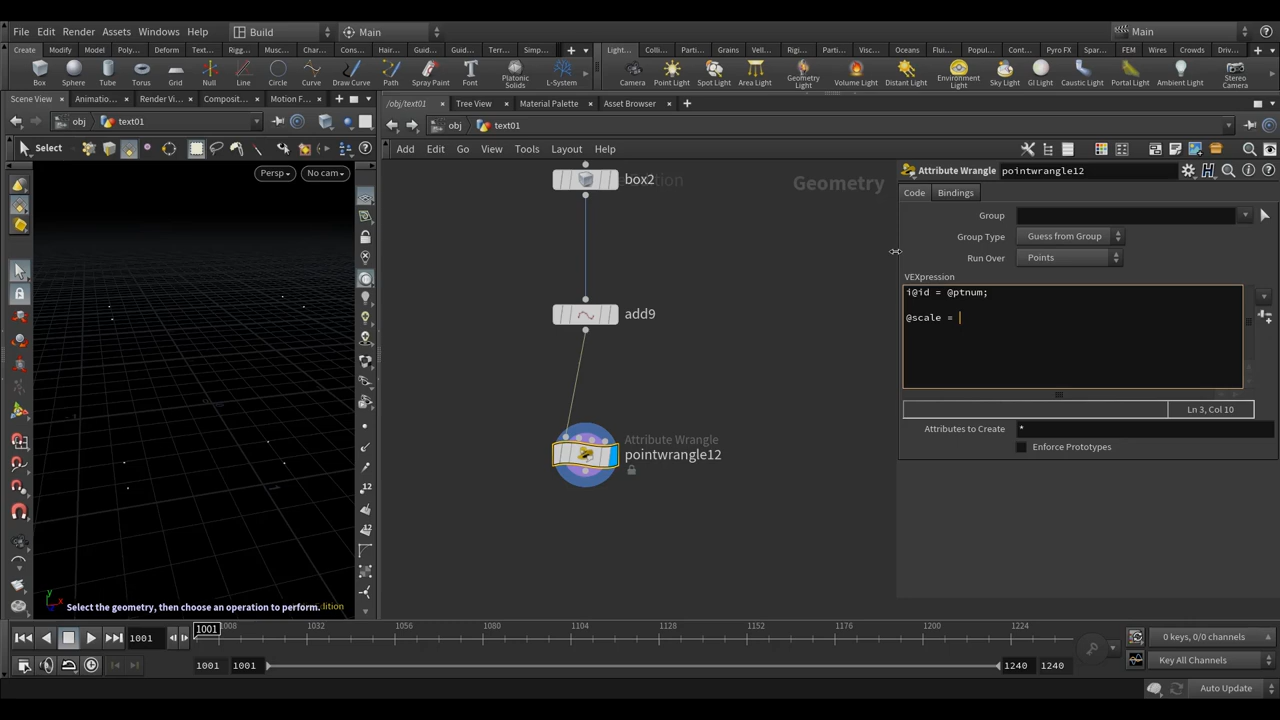 File Edit Render Assets Windows Help Build Main Main
Create Modify Model Poly... Deform Text... Rigg... Musc... Char... Cons... Hair... Guid... Guid... Terr... Simp... Light... Colli... Parti... Grains Vell... Rigi... Parti... Visc... Oceans Flui... Popul... Cont... Pyro FX Spar... FEM Wires Crowds Driv...
Box Sphere Tube Torus Grid Null Line Circle Curve Draw Curve Path Spray Paint Font Platonic Solids L-System Camera Point Light Spot Light Area Light Geometry Light Volume Light Distant Light Environment Light Sky Light GI Light Caustic Light Portal Light Ambient Light Stereo Camera
Scene View Animatio... Render Vi... Composit... Motion F... /obj/text01 Tree View Material Palette Asset Browser
obj text01 obj text01
Select Add Edit Go View Tools Layout Help
Persp No cam
box2
Geometry
Attribute Wrangle pointwrangle12
Code Bindings
Group
Group Type Guess from Group
Run Over Points
VEXpression
i@id = @ptnum;
@scale =
add9
Ln 3, Col 10
Attributes to Create *
Enforce Prototypes
Attribute Wrangle
pointwrangle12
12
12
Select the geometry, then choose an operation to perform.
1001 1001 1008 1032 1056 1080 1104 1128 1152 1176 1200 1224
0 keys, 0/0 channels
1001 1001 1240 1240
Key All Channels
Auto Update